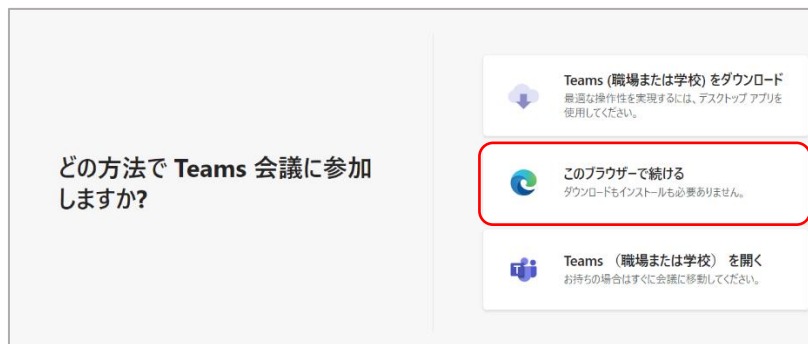 どの方法で Teams 会議に参加
しますか?
Teams (職場または学校) をダウンロード
最適な操作性を実現するには、デスクトップ アプリを
使用してください。
このブラウザーで続ける
ダウンロードもインストールも必要ありません。
Teams （職場または学校） を開く
お持ちの場合はすぐに会議に移動してください。